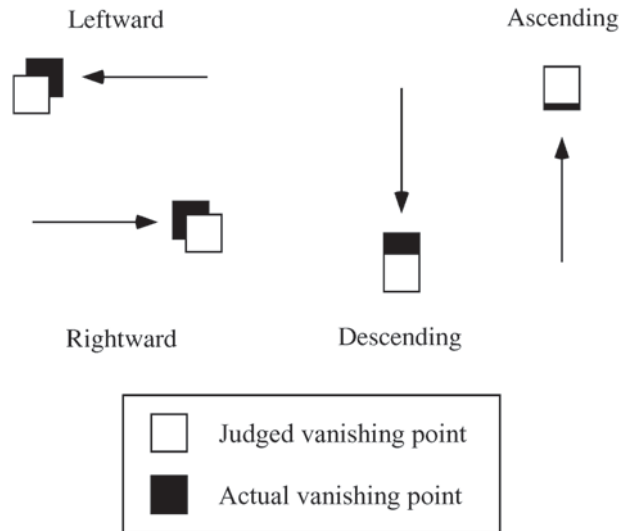 Leftward
Ascending
Rightward
Descending
Judged vanishing point
Actual vanishing point